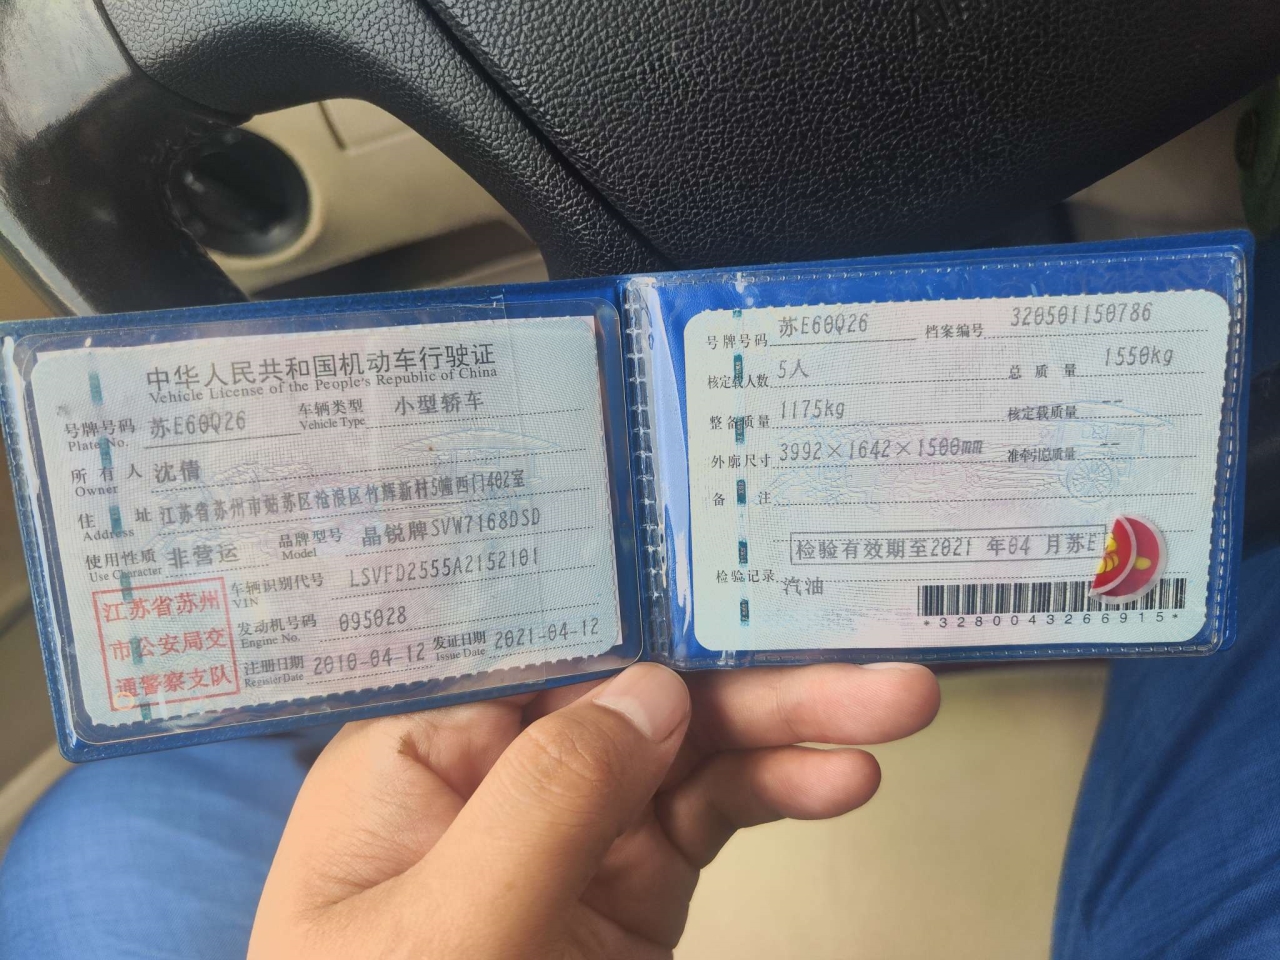 中华人民共和国机动车行驶证
Vehicle License of the People's Republic of China
号牌号码 苏E60Q26 车辆类型 小型轿车
Plate No. Vehicle Type
所有人 沈倩
Owner
住址 江苏省苏州市姑苏区沧浪区竹辉新村5幢西门402室
Address
使用性质 非营运 品牌型号 晶锐牌SVW7168DSD
Use Character Model
车辆识别代号 LSVFD2555A2152101
VIN
发动机号码 095028
Engine No.
注册日期 2010-04-12 发证日期 2021-04-12
Register Date Issue Date
江苏省苏州
市公安局交
通警察支队
号牌号码 苏E60Q26 档案编号 320501150786
核定载人数 5人 总质量 1550kg
整备质量 1175kg 核定载质量 --
外廓尺寸 3992×1642×1500mm 准牵引总质量 --
备注
检验有效期至2021 年04 月苏E
检验记录
汽油
*3280043266915*